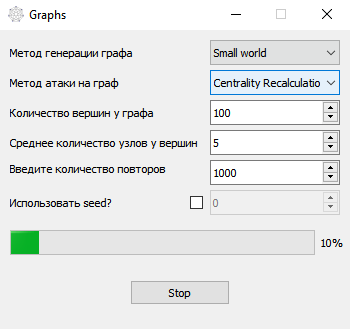 Graphs
Метод генерации графа Small world
Метод атаки на граф Centrality Recalculatio
Количество вершин у графа 100
Среднее количество узлов у вершин 5
Введите количество повторов 1000
Использовать seed? 0
10%
Stop